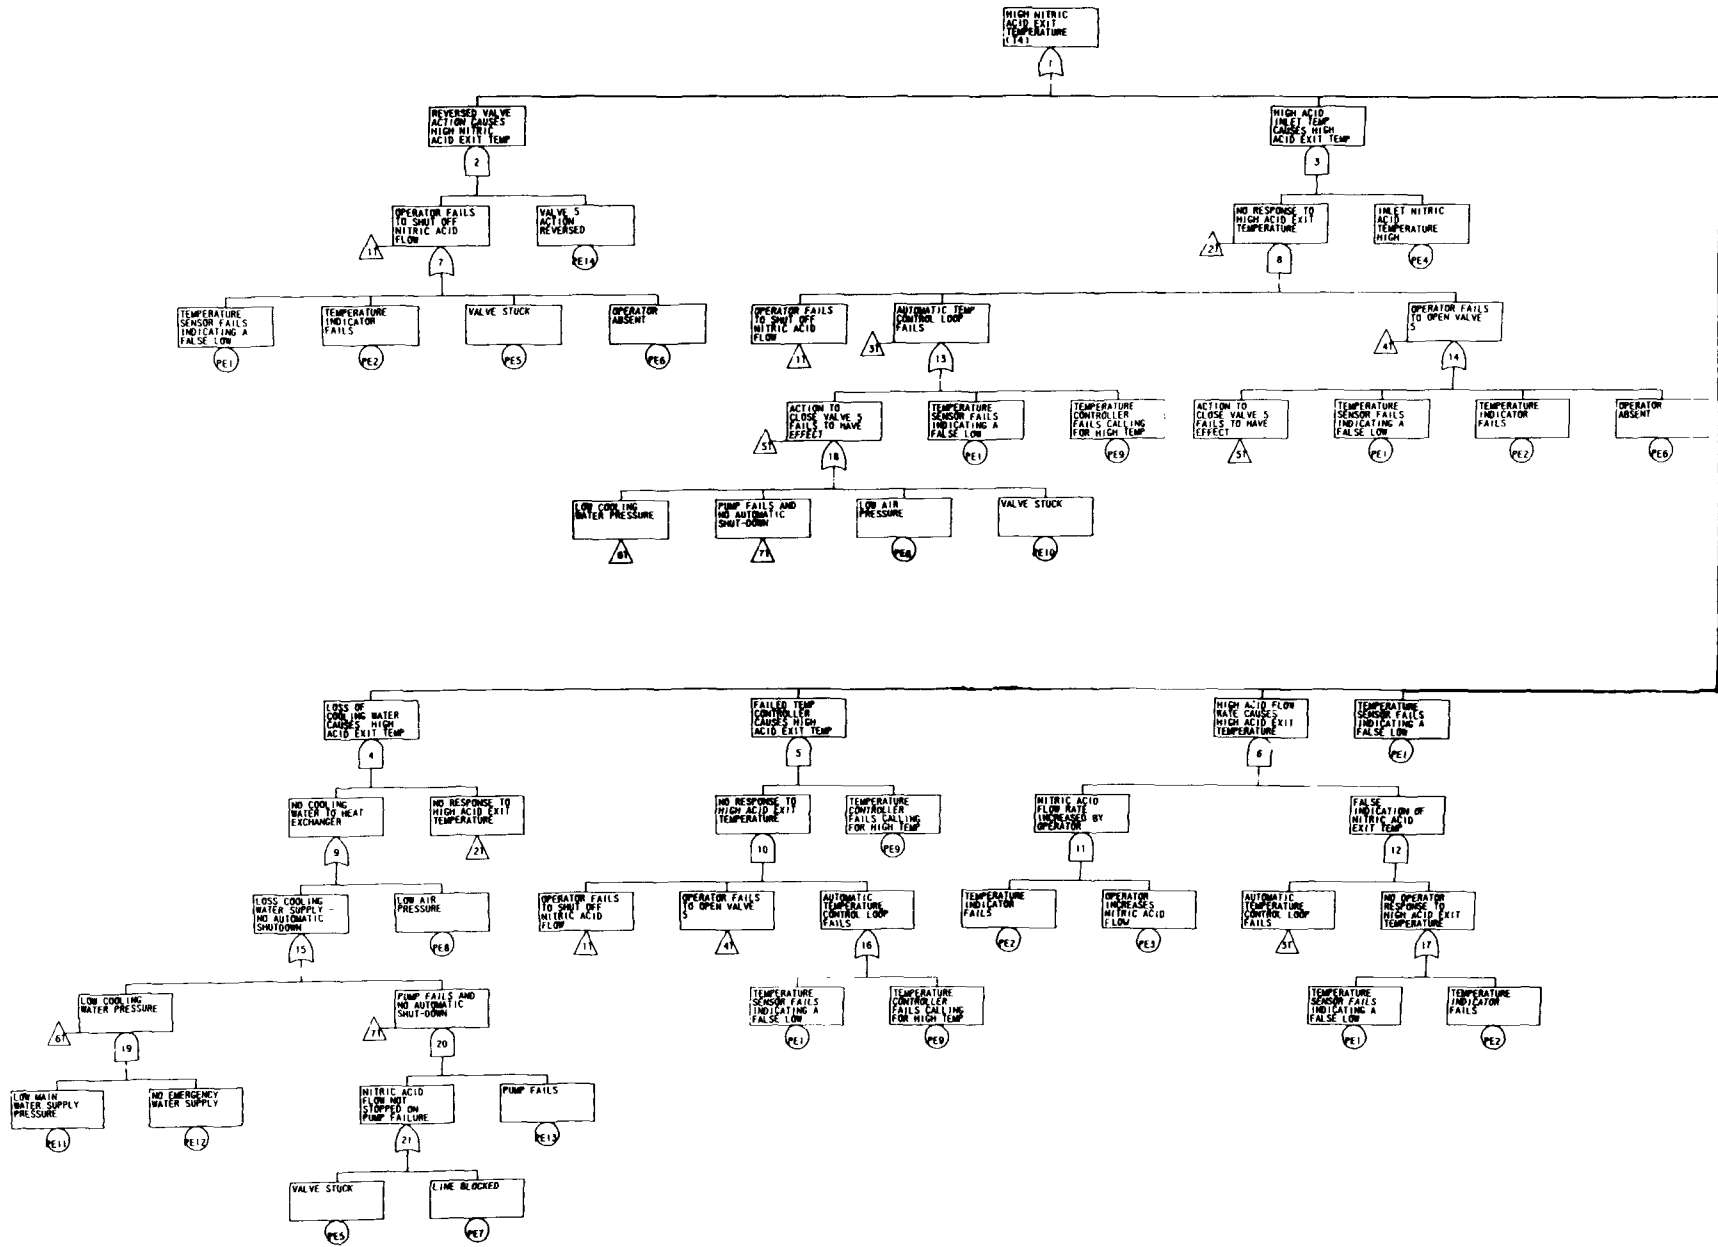 HIGH NITRIC
ACID EXIT
TEMPERATURE
(T4)
1
REVERSED VALVE
ACTION CAUSES
HIGH NITRIC
ACID EXIT TEMP
2
HIGH ACID
INLET TEMP
CAUSES HIGH
ACID EXIT TEMP
3
OPERATOR FAILS
TO SHUT OFF
NITRIC ACID
FLOW
1T
7
VALVE 5
ACTION
REVERSED
PE14
NO RESPONSE TO
HIGH ACID EXIT
TEMPERATURE
2T
8
INLET NITRIC
ACID
TEMPERATURE
HIGH
PE4
TEMPERATURE
SENSOR FAILS
INDICATING A
FALSE LOW
PE1
TEMPERATURE
INDICATOR
FAILS
PE2
VALVE STUCK
PE5
OPERATOR
ABSENT
PE6
OPERATOR FAILS
TO SHUT OFF
NITRIC ACID
FLOW
1T
AUTOMATIC TEMP
CONTROL LOOP
FAILS
3T
13
OPERATOR FAILS
TO OPEN VALVE
5
4T
14
ACTION TO
CLOSE VALVE 5
FAILS TO HAVE
EFFECT
5T
18
TEMPERATURE
SENSOR FAILS
INDICATING A
FALSE LOW
PE1
TEMPERATURE
CONTROLLER
FAILS CALLING
FOR HIGH TEMP
PE9
ACTION TO
CLOSE VALVE 5
FAILS TO HAVE
EFFECT
5T
TEMPERATURE
SENSOR FAILS
INDICATING A
FALSE LOW
PE1
TEMPERATURE
INDICATOR
FAILS
PE2
OPERATOR
ABSENT
PE6
LOW COOLING
WATER PRESSURE
6T
PUMP FAILS AND
NO AUTOMATIC
SHUT-DOWN
7T
LOW AIR
PRESSURE
PE8
VALVE STUCK
PE10
LOSS OF
COOLING WATER
CAUSES HIGH
ACID EXIT TEMP
4
FAILED TEMP
CONTROLLER
CAUSES HIGH
ACID EXIT TEMP
5
HIGH ACID FLOW
RATE CAUSES
HIGH ACID EXIT
TEMPERATURE
6
TEMPERATURE
SENSOR FAILS
INDICATING A
FALSE LOW
PE1
NO COOLING
WATER TO HEAT
EXCHANGER
9
NO RESPONSE TO
HIGH ACID EXIT
TEMPERATURE
2T
NO RESPONSE TO
HIGH ACID EXIT
TEMPERATURE
10
TEMPERATURE
CONTROLLER
FAILS CALLING
FOR HIGH TEMP
PE9
NITRIC ACID
FLOW RATE
INCREASED BY
OPERATOR
11
FALSE
INDICATION OF
NITRIC ACID
EXIT TEMP
12
LOSS COOLING
WATER SUPPLY -
NO AUTOMATIC
SHUTDOWN
15
LOW AIR
PRESSURE
PE8
OPERATOR FAILS
TO SHUT OFF
NITRIC ACID
FLOW
1T
OPERATOR FAILS
TO OPEN VALVE
5
4T
AUTOMATIC
TEMPERATURE
CONTROL LOOP
FAILS
16
TEMPERATURE
INDICATOR
FAILS
PE2
OPERATOR
INCREASES
NITRIC ACID
FLOW
PE3
AUTOMATIC
TEMPERATURE
CONTROL LOOP
FAILS
3T
NO OPERATOR
RESPONSE TO
HIGH ACID EXIT
TEMPERATURE
17
LOW COOLING
WATER PRESSURE
6T
19
PUMP FAILS AND
NO AUTOMATIC
SHUT-DOWN
7T
20
TEMPERATURE
SENSOR FAILS
INDICATING A
FALSE LOW
PE1
TEMPERATURE
CONTROLLER
FAILS CALLING
FOR HIGH TEMP
PE9
TEMPERATURE
SENSOR FAILS
INDICATING A
FALSE LOW
PE1
TEMPERATURE
INDICATOR
FAILS
PE2
LOW MAIN
WATER SUPPLY
PRESSURE
PE11
NO EMERGENCY
WATER SUPPLY
PE12
NITRIC ACID
FLOW NOT
STOPPED ON
PUMP FAILURE
21
PUMP FAILS
PE13
VALVE STUCK
PE5
LINE BLOCKED
PE7